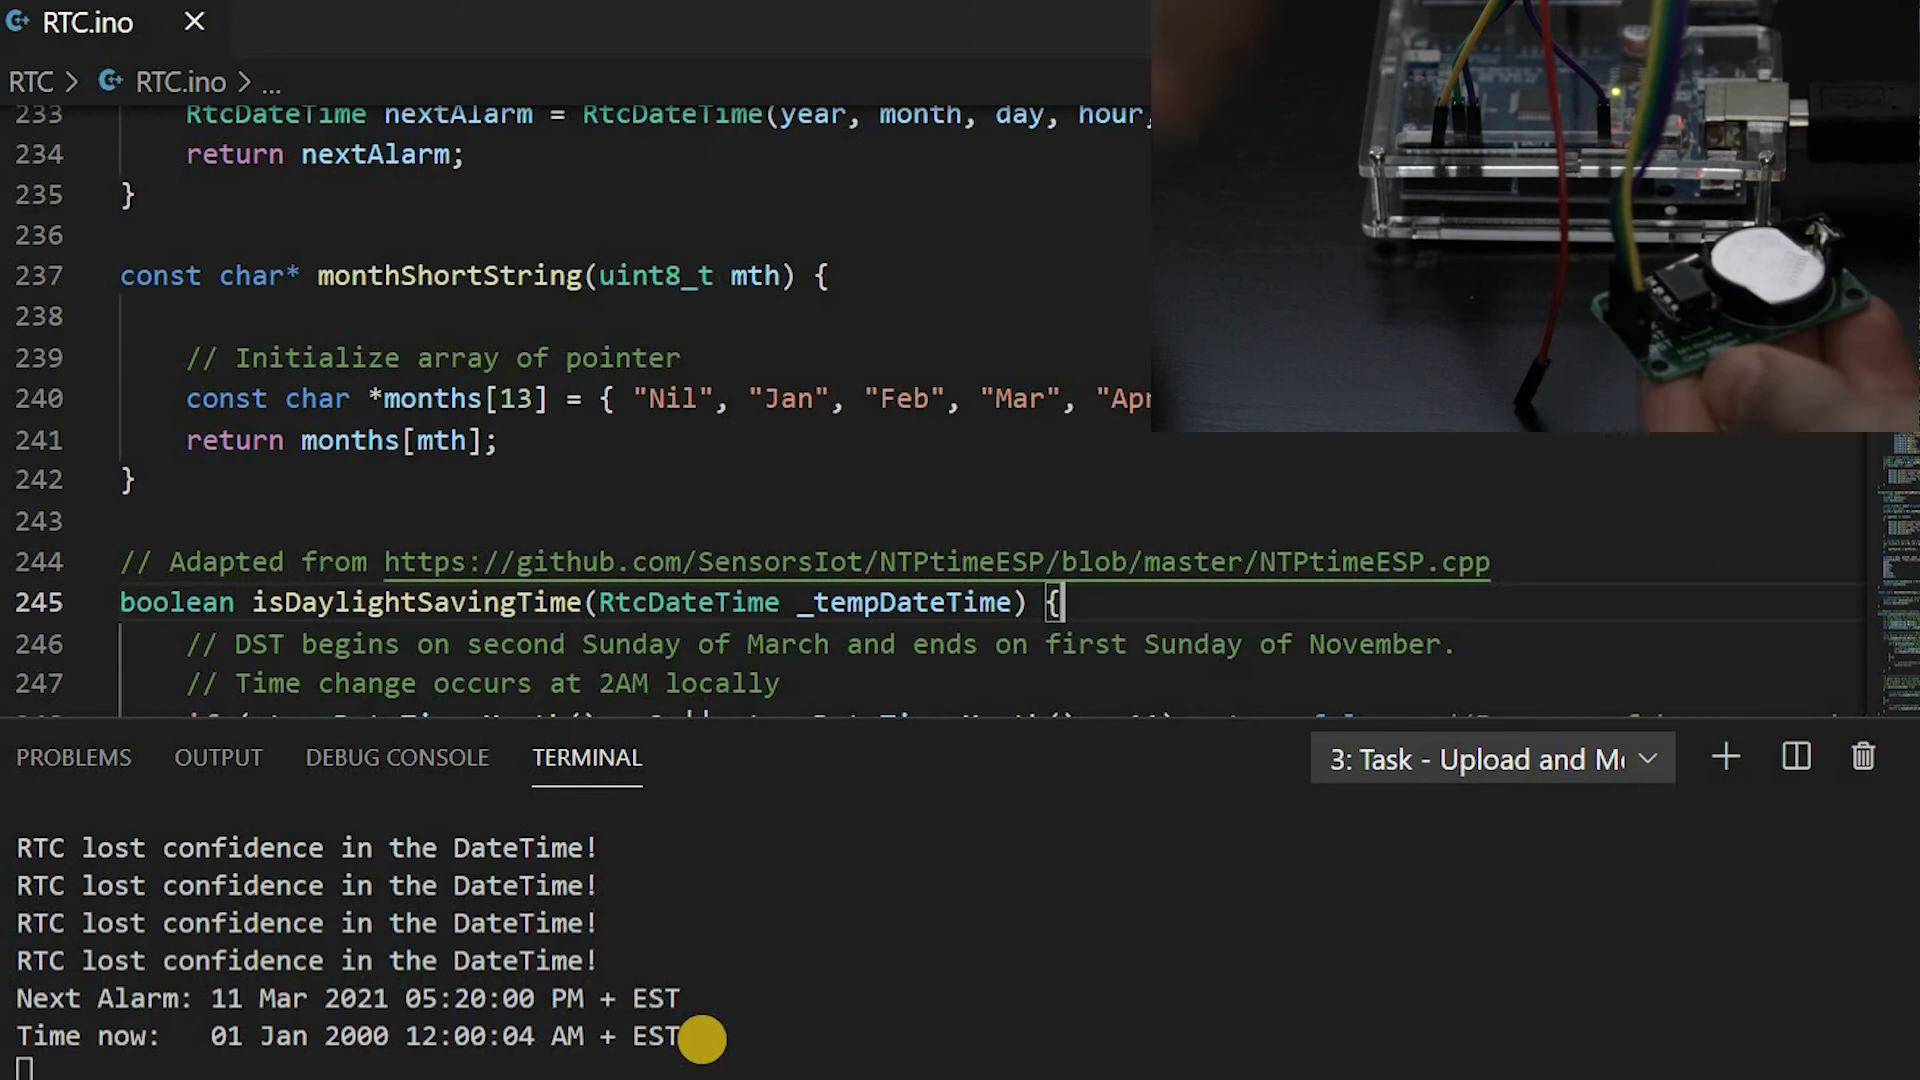 RTC.ino
RTC > RTC.ino > ...
233 RtcDateTime nextAlarm = RtcDateTime(year, month, day, hour,
234 return nextAlarm;
235 }
236
237 const char* monthShortString(uint8_t mth) {
238
239 // Initialize array of pointer
240 const char *months[13] = { "Nil", "Jan", "Feb", "Mar", "Apr
241 return months[mth];
242 }
243
244 // Adapted from https://github.com/SensorsIot/NTPtimeESP/blob/master/NTPtimeESP.cpp
245 boolean isDaylightSavingTime(RtcDateTime _tempDateTime) {
246 // DST begins on second Sunday of March and ends on first Sunday of November.
247 // Time change occurs at 2AM locally
PROBLEMS OUTPUT DEBUG CONSOLE TERMINAL 3: Task - Upload and Mo
RTC lost confidence in the DateTime!
RTC lost confidence in the DateTime!
RTC lost confidence in the DateTime!
RTC lost confidence in the DateTime!
Next Alarm: 11 Mar 2021 05:20:00 PM + EST
Time now: 01 Jan 2000 12:00:04 AM + EST